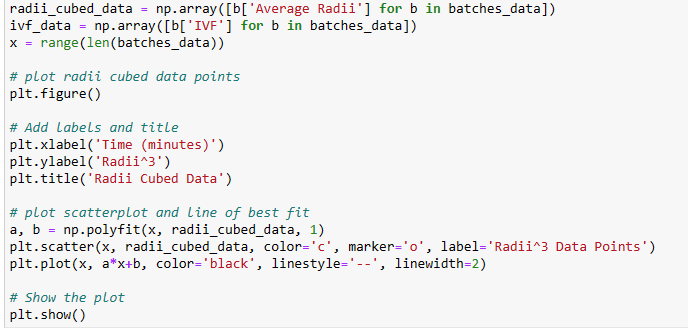 radii_cubed_data = np.array([b['Average Radii'] for b in batches_data])
ivf_data = np.array([b['IVF'] for b in batches_data])
x = range(len(batches_data))
# plot radii cubed data points
plt.figure()
# Add labels and title
plt.xlabel('Time (minutes)')
plt.ylabel('Radii^3')
plt.title('Radii Cubed Data')
# plot scatterplot and line of best fit
a, b = np.polyfit(x, radii_cubed_data, 1)
plt.scatter(x, radii_cubed_data, color='c', marker='o', label='Radii^3 Data Points')
plt.plot(x, a*x+b, color='black', linestyle='--', linewidth=2)
# Show the plot
plt.show()